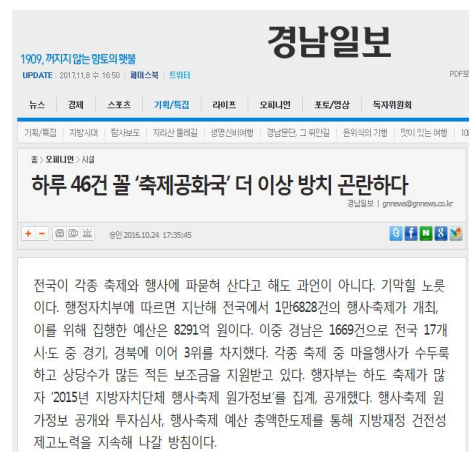 경남일보
1909, 꺼지지 않는 양토의 횃불
UPDATE : 2017.11.8 수 16:50 페이스북 트위터
PDF보
뉴스 경제 스포츠 기획/특집 라이프 오피니언 포토/영상 독자위원회
기획/특집 지방시대 탐사보도 지리산 둘레길 생명신비여행 경남문단, 그 뒤안길 윤위식의 기행 맛이 있는 여행 10
홈 > 오피니언 > 사설
하루 46건 꼴 ‘축제공화국’ 더 이상 방치 곤란하다
경남일보 | gnnews@gnnews.co.kr
승인 2016.10.24 17:35:45
전국이 각종 축제와 행사에 파묻혀 산다고 해도 과언이 아니다. 기막힐 노릇
이다. 행정자치부에 따르면 지난해 전국에서 1만6828건의 행사·축제가 개최,
이를 위해 집행한 예산은 8291억 원이다. 이중 경남은 1669건으로 전국 17개
시·도 중 경기, 경북에 이어 3위를 차지했다. 각종 축제 중 마을행사가 수두룩
하고 상당수가 많든 적든 보조금을 지원받고 있다. 행자부는 하도 축제가 많
자 ‘2015년 지방자치단체 행사·축제 원가정보’를 집계, 공개했다. 행사·축제 원
가정보 공개와 투자심사, 행사·축제 예산 총액한도제를 통해 지방재정 건전성
제고노력을 지속해 나갈 방침이다.